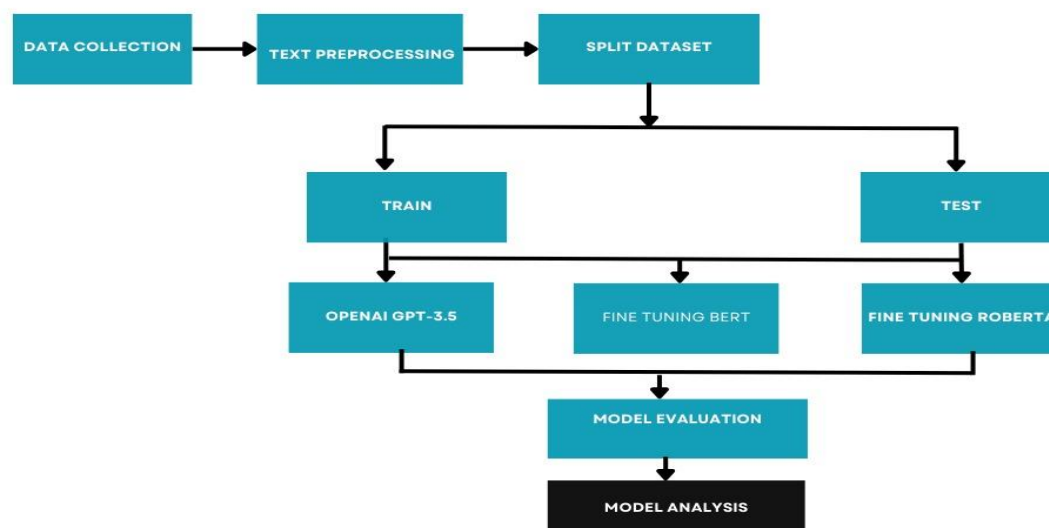 DATA COLLECTION
TEXT PREPROCESSING
SPLIT DATASET
TRAIN
TEST
OPENAI GPT-3.5
FINE TUNING BERT
FINE TUNING ROBERTA
MODEL EVALUATION
MODEL ANALYSIS